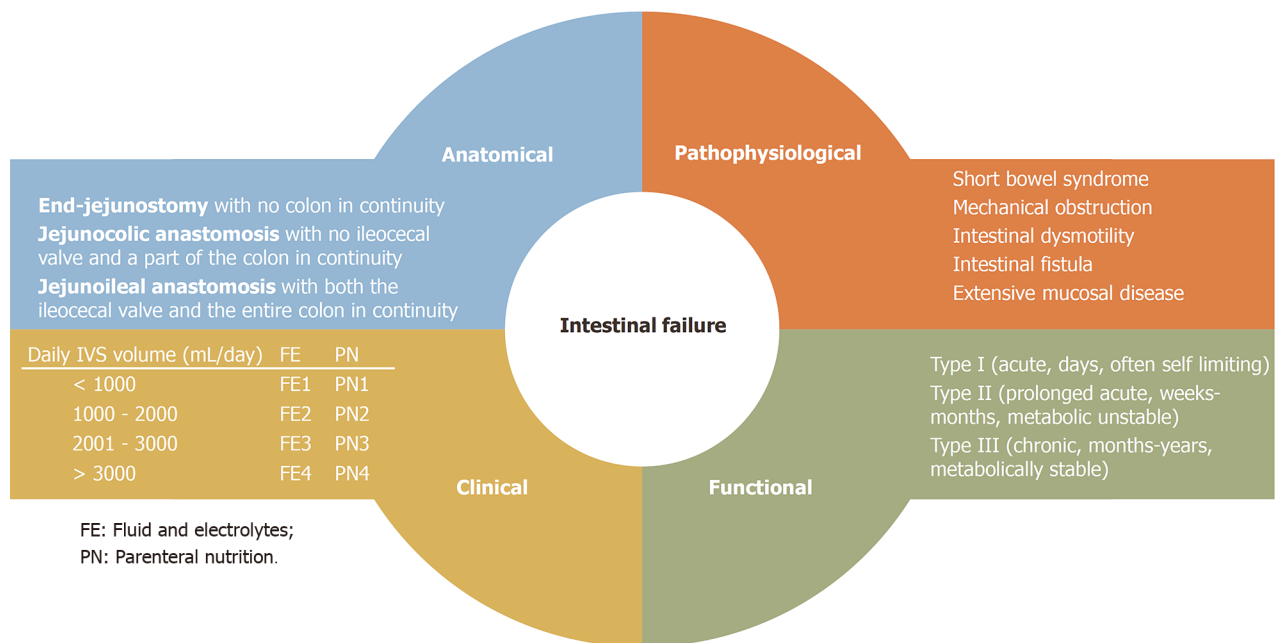 Anatomical
End-jejunostomy with no colon in continuity
Jejunocolic anastomosis with no ileocecal
valve and a part of the colon in continuity
Jejunoileal anastomosis with both the
ileocecal valve and the entire colon in continuity
Pathophysiological
Short bowel syndrome
Mechanical obstruction
Intestinal dysmotility
Intestinal fistula
Extensive mucosal disease
Intestinal failure
Daily IVS volume (mL/day) FE PN
< 1000 FE1 PN1
1000 - 2000 FE2 PN2
2001 - 3000 FE3 PN3
> 3000 FE4 PN4
Clinical
FE: Fluid and electrolytes;
PN: Parenteral nutrition.
Functional
Type I (acute, days, often self limiting)
Type II (prolonged acute, weeks-
months, metabolic unstable)
Type III (chronic, months-years,
metabolically stable)